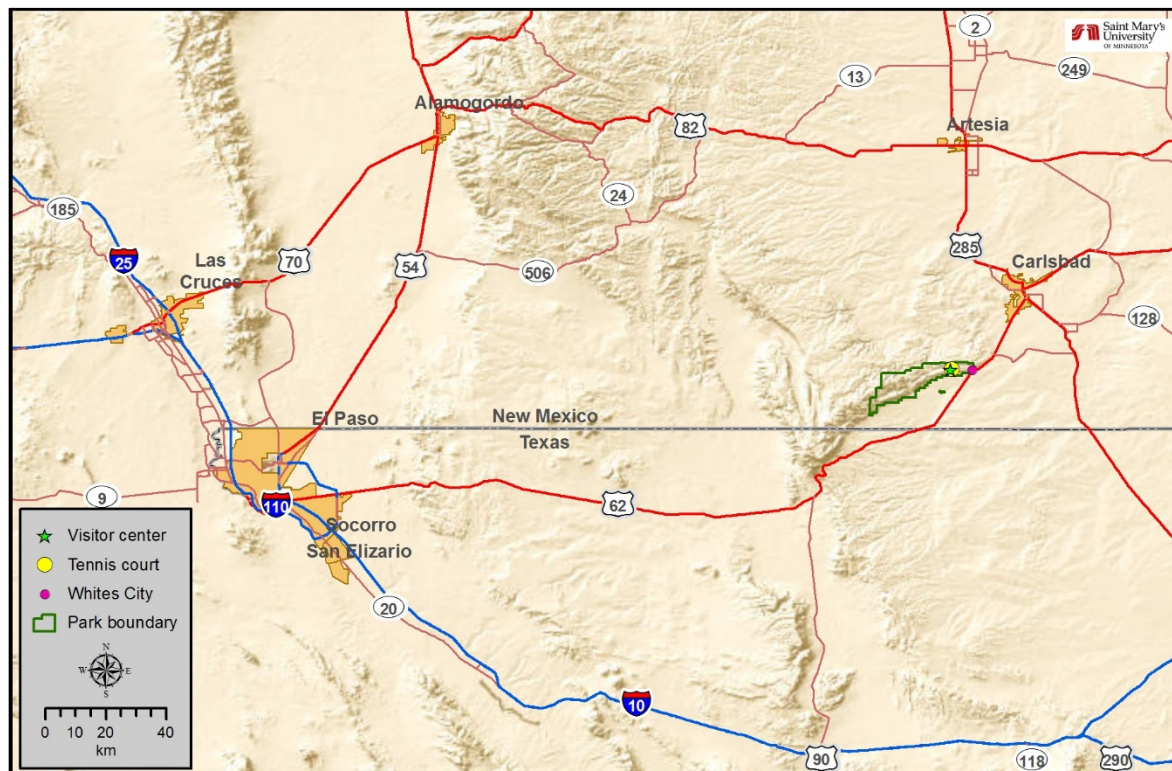 Saint Mary's
University
OF MINNESOTA
2
249
13
Alamogordo
82
Artesia
24
185
285
25
Las
Cruces
70
54
506
Carlsbad
128
El Paso
New Mexico
Texas
9
110
62
Socorro
San Elizario
20
10
90
118
290
Visitor center
Tennis court
Whites City
Park boundary
N
W E
S
0 20 40
km